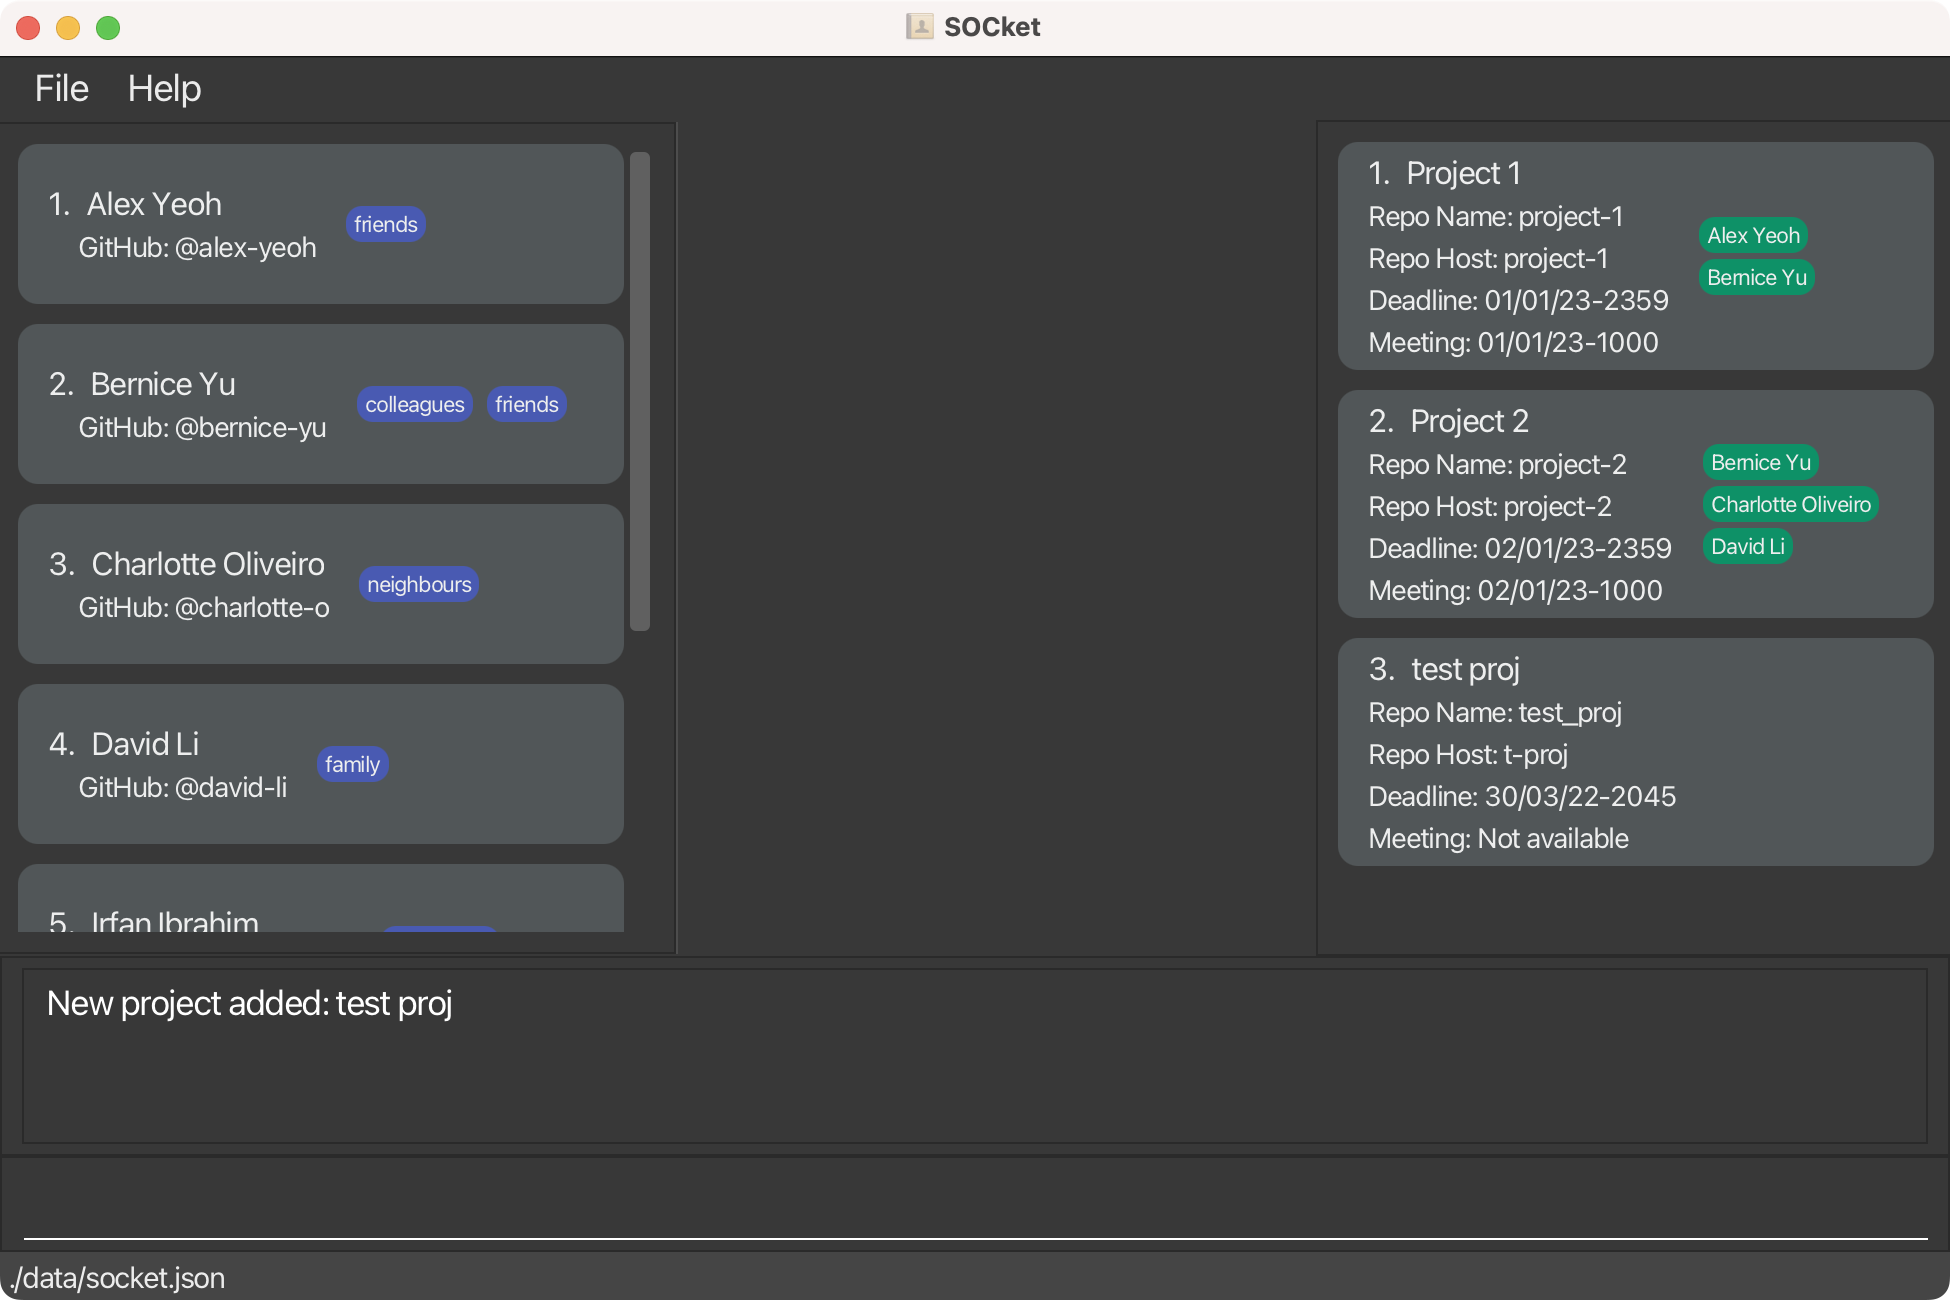 SOCket
File Help
1. Alex Yeoh
GitHub: @alex-yeoh
friends
2. Bernice Yu
GitHub: @bernice-yu
colleagues friends
3. Charlotte Oliveiro
GitHub: @charlotte-o
neighbours
4. David Li
GitHub: @david-li
family
5. Irfan Ibrahim
1. Project 1
Repo Name: project-1
Repo Host: project-1
Deadline: 01/01/23-2359
Meeting: 01/01/23-1000
Alex Yeoh
Bernice Yu
2. Project 2
Repo Name: project-2
Repo Host: project-2
Deadline: 02/01/23-2359
Meeting: 02/01/23-1000
Bernice Yu
Charlotte Oliveiro
David Li
3. test proj
Repo Name: test_proj
Repo Host: t-proj
Deadline: 30/03/22-2045
Meeting: Not available
New project added: test proj
./data/socket.json